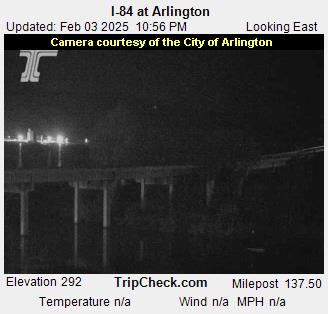 I-84 at Arlington
Updated: Feb 03 2025 10:56 PM Looking East
Camera courtesy of the City of Arlington
Elevation 292 TripCheck.com Milepost 137.50
Temperature n/a Wind n/a MPH n/a